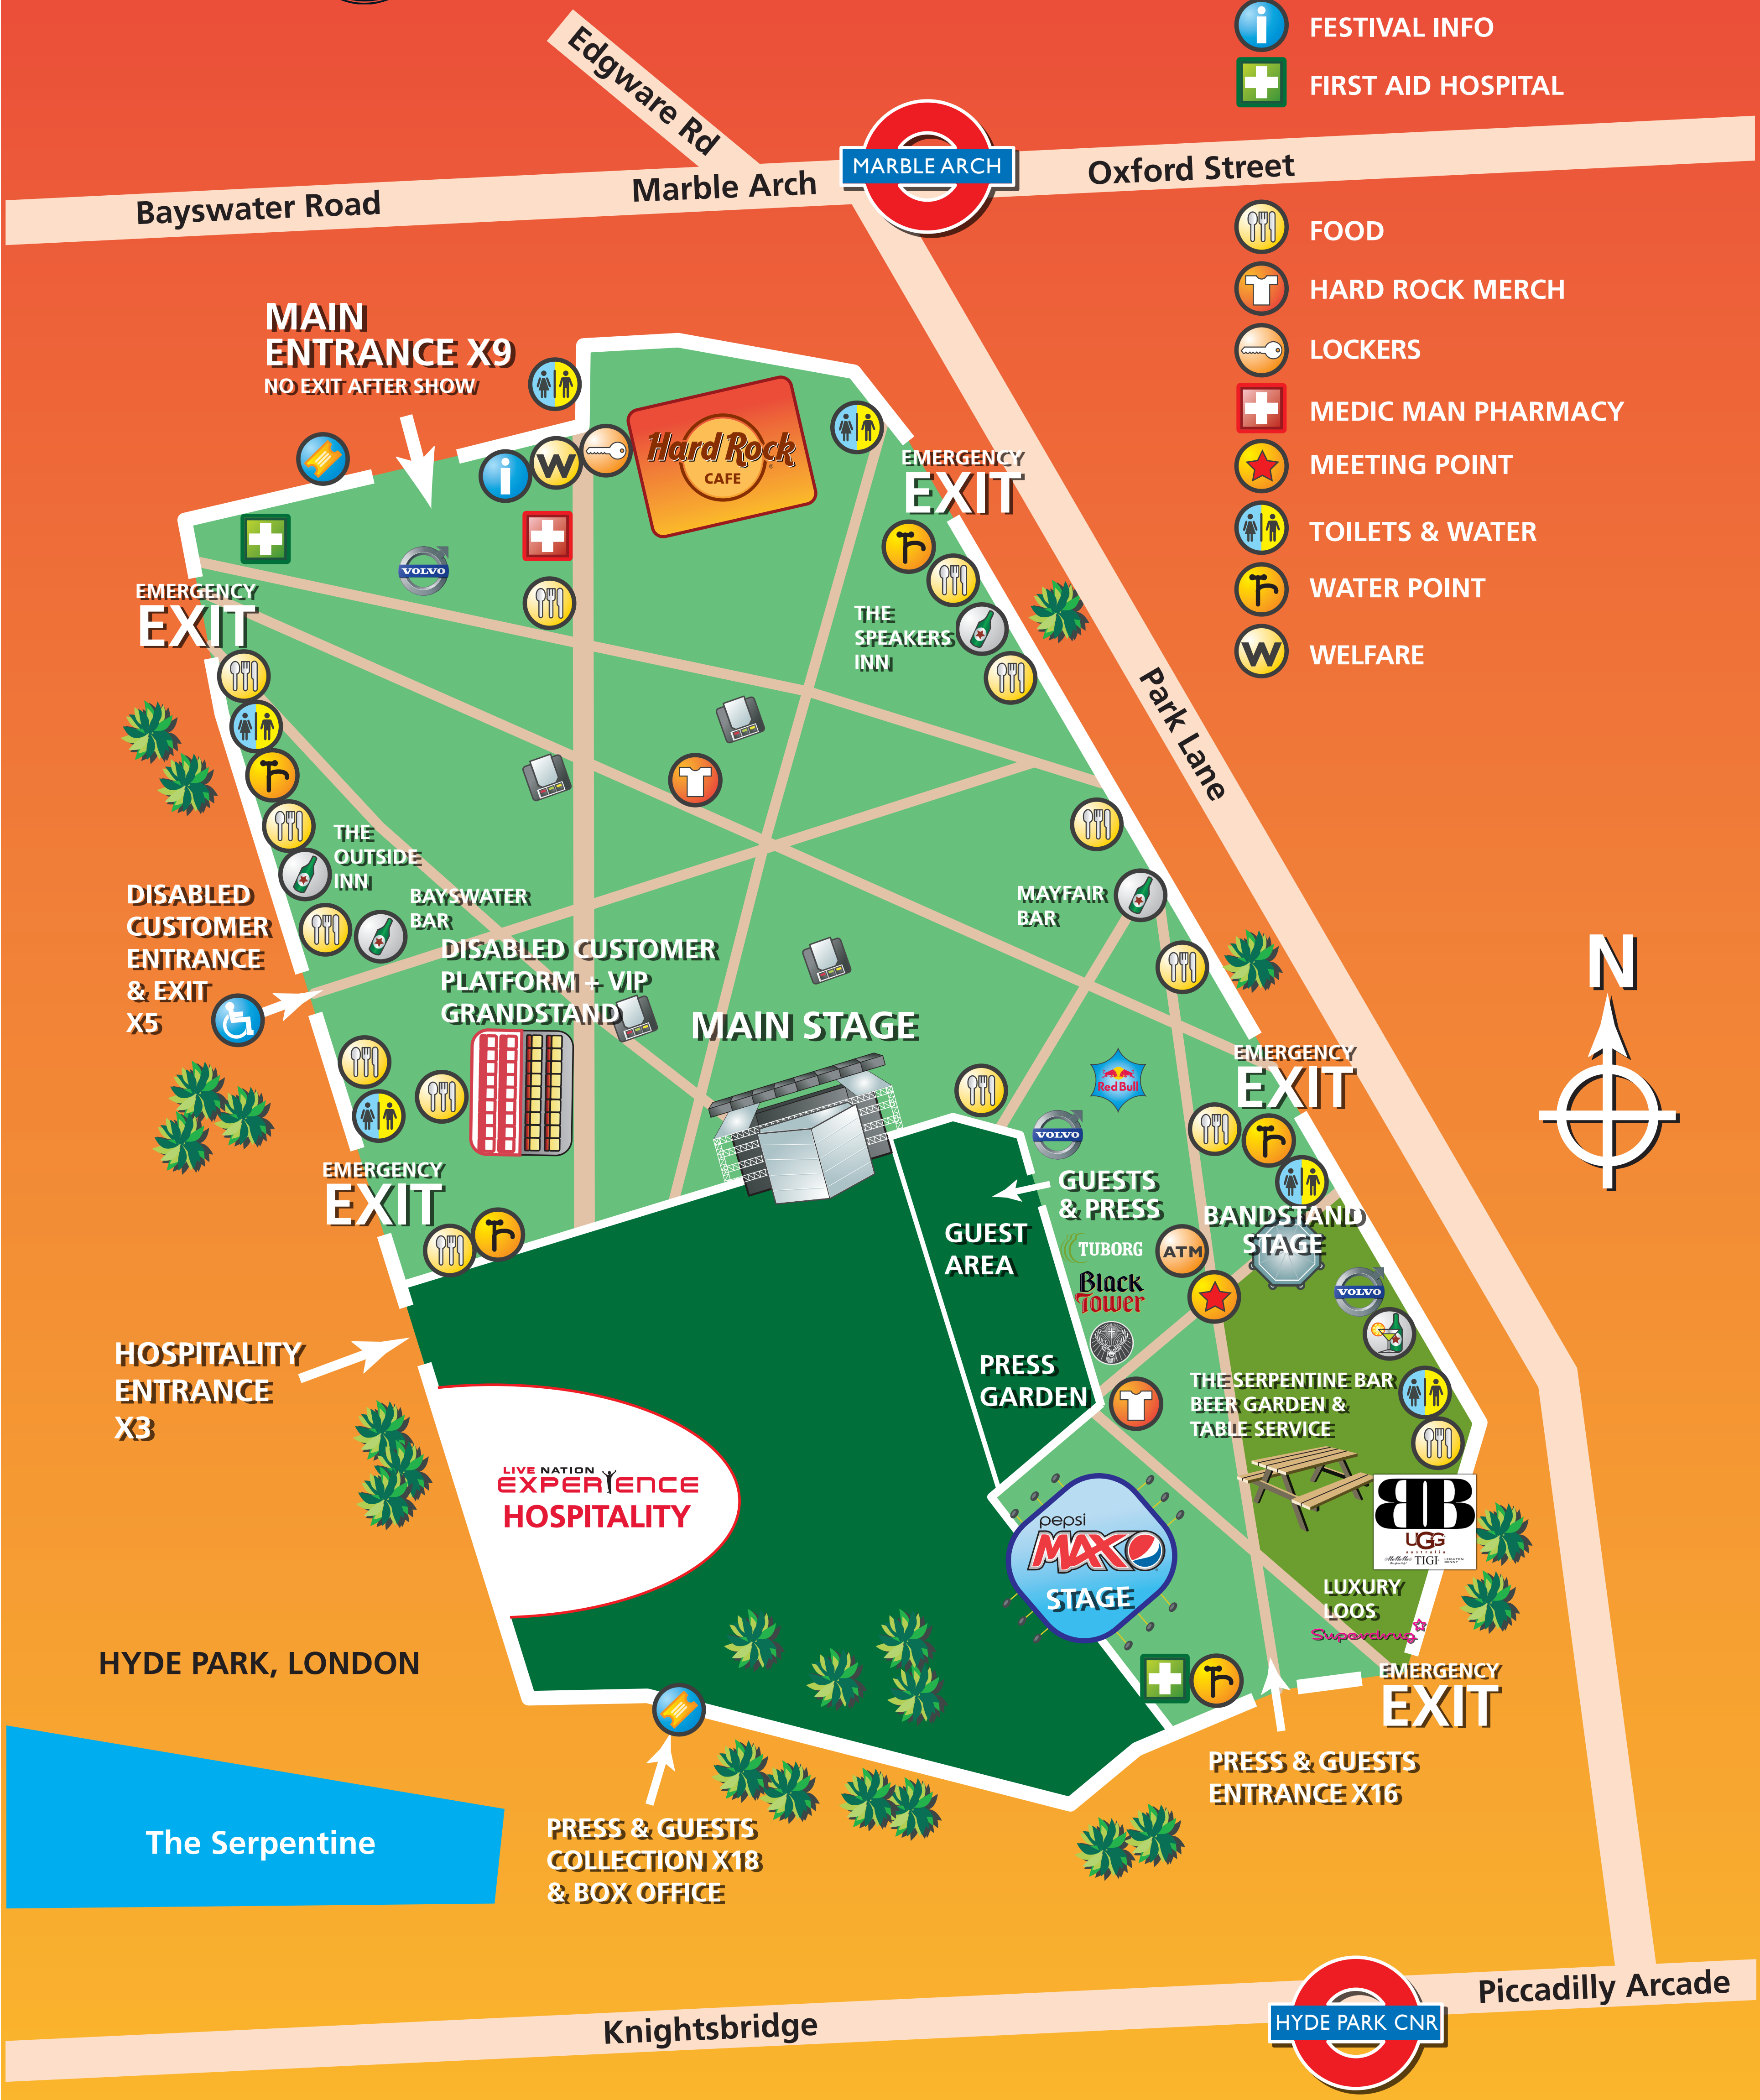 FESTIVAL INFO
FIRST AID HOSPITAL
Edgware Rd
MARBLE ARCH
Oxford Street
Marble Arch
Bayswater Road
FOOD
HARD ROCK MERCH
LOCKERS
MEDIC MAN PHARMACY
MEETING POINT
TOILETS & WATER
WATER POINT
W
WELFARE
MAIN
ENTRANCE X9
NO EXIT AFTER SHOW
W
Hard Rock
CAFE
EMERGENCY
EXIT
VOLVO
EMERGENCY
EXIT
THE
SPEAKERS
INN
Park Lane
THE
OUTSIDE
INN
BAYSWATER
BAR
MAYFAIR
BAR
DISABLED
CUSTOMER
ENTRANCE
& EXIT
X5
DISABLED CUSTOMER
PLATFORM + VIP
GRANDSTAND
MAIN STAGE
N
Red Bull
VOLVO
EMERGENCY
EXIT
EMERGENCY
EXIT
GUESTS
& PRESS
BANDSTAND
STAGE
GUEST
AREA
TUBORG
ATM
Black
Tower
VOLVO
HOSPITALITY
ENTRANCE
X3
PRESS
GARDEN
THE SERPENTINE BAR
BEER GARDEN &
TABLE SERVICE
LIVE NATION
EXPERIENCE
HOSPITALITY
pepsi
MAX
STAGE
BB
UGG
australia
TIGI
LUXURY
LOOS
Superdrug
HYDE PARK, LONDON
EMERGENCY
EXIT
PRESS & GUESTS
ENTRANCE X16
The Serpentine
PRESS & GUESTS
COLLECTION X18
& BOX OFFICE
Piccadilly Arcade
HYDE PARK CNR
Knightsbridge